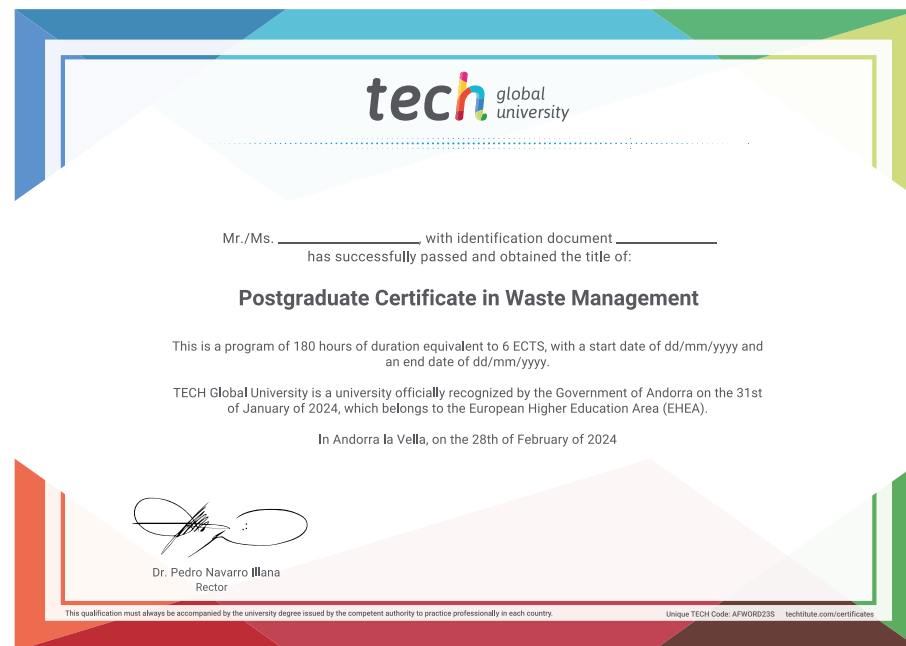 tech global university
Mr./Ms. ____________________, with identification document ______________
has successfully passed and obtained the title of:
Postgraduate Certificate in Waste Management
This is a program of 180 hours of duration equivalent to 6 ECTS, with a start date of dd/mm/yyyy and
an end date of dd/mm/yyyy.
TECH Global University is a university officially recognized by the Government of Andorra on the 31st
of January of 2024, which belongs to the European Higher Education Area (EHEA).
In Andorra la Vella, on the 28th of February of 2024
Dr. Pedro Navarro Illana
Rector
This qualification must always be accompanied by the university degree issued by the competent authority to practice professionally in each country.
Unique TECH Code: AFWORD23S techtitute.com/certificates